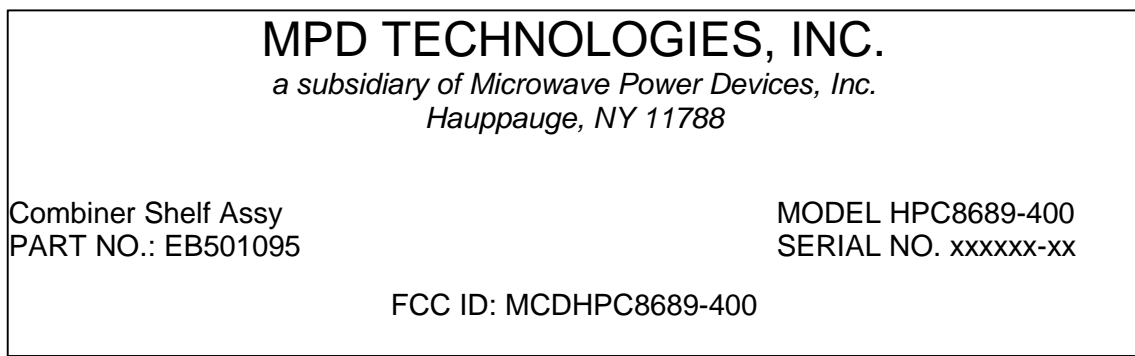 MPD TECHNOLOGIES, INC.
a subsidiary of Microwave Power Devices, Inc.
Hauppauge, NY 11788
Combiner Shelf Assy MODEL HPC8689-400
PART NO.: EB501095 SERIAL NO. xxxxxx-xx
FCC ID: MCDHPC8689-400